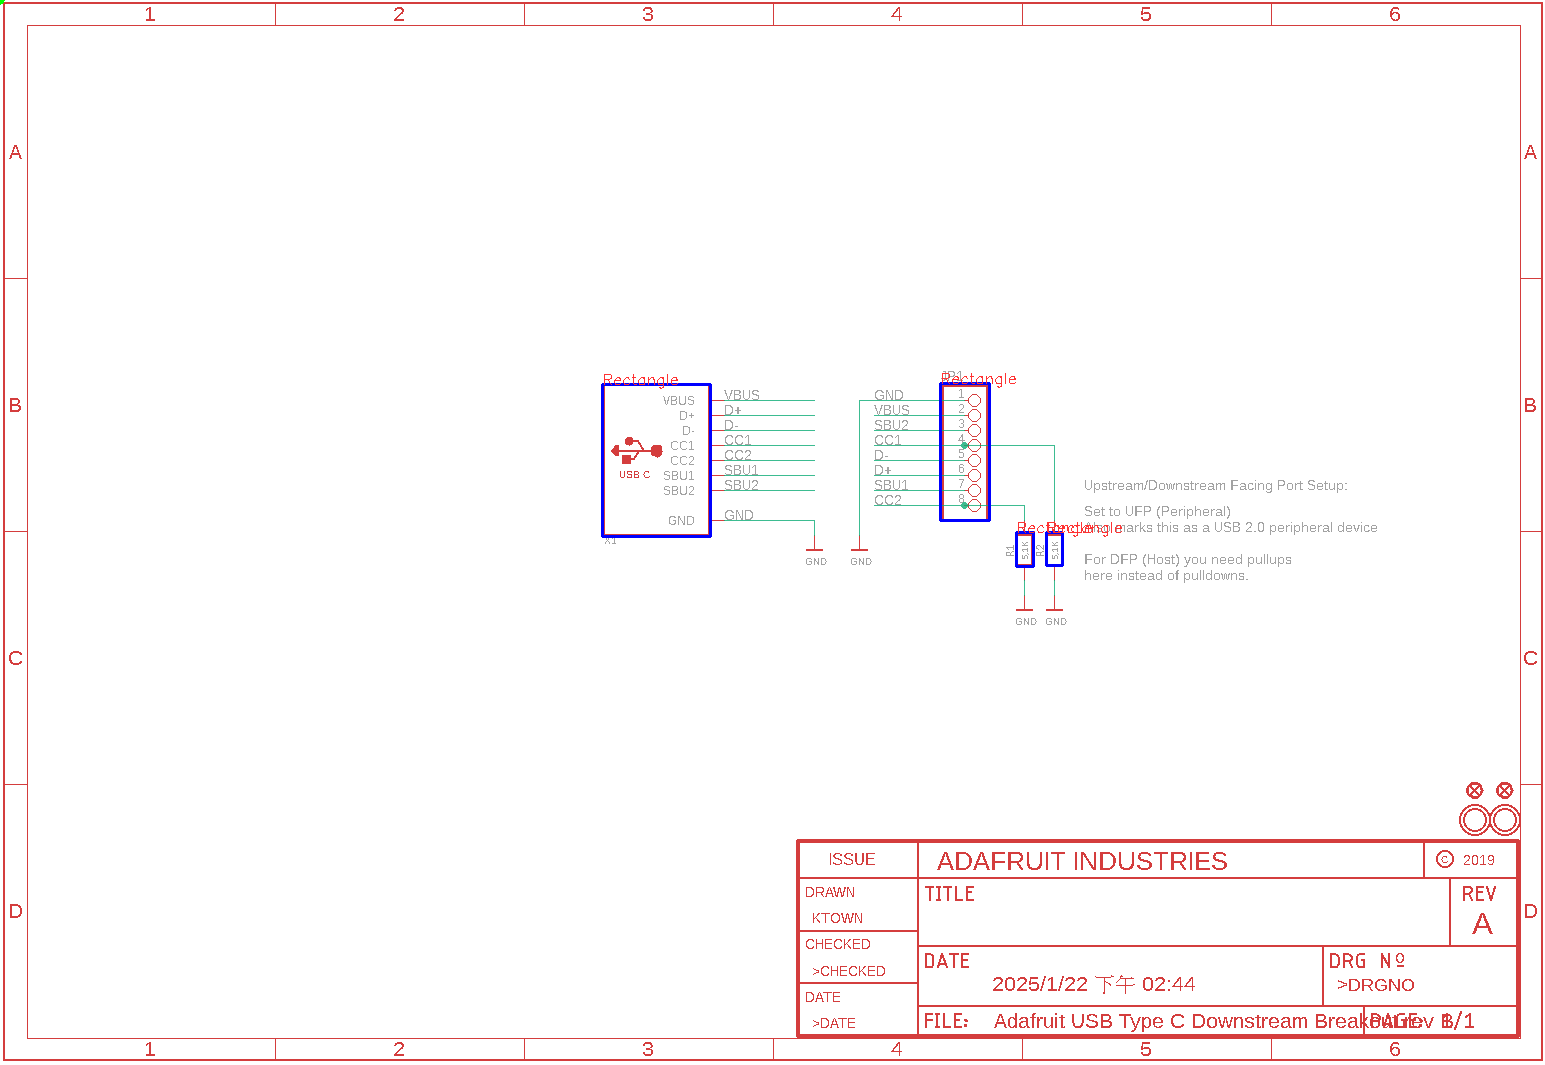 1 2 3 4 5 6
A A
B B
C C
D D
Rectangle
VBUS
D+
D-
CC1
CC2
SBU1
SBU2
GND
USB C
X1
VBUS
D+
D-
CC1
CC2
SBU1
SBU2
GND
GND
GND
VBUS
SBU2
CC1
D-
D+
SBU1
CC2
GND
Rectangle
1
2
3
4
5
6
7
8
Rectangle
Rectangle
R1
5.1K
R2
5.1K
GND
GND
Upstream/Downstream Facing Port Setup:
Set to UFP (Peripheral)
marks this as a USB 2.0 peripheral device
For DFP (Host) you need pullups
here instead of pulldowns.
ISSUE
ADAFRUIT INDUSTRIES
© 2019
DRAWN
KTOWN
CHECKED
>CHECKED
DATE
>DATE
TITLE
REV
A
DATE
2025/1/22 下午 02:44
DRG Nº
>DRGNO
FILE: Adafruit USB Type C Downstream Breakout rev
PAGE: 1/1
1 2 3 4 5 6